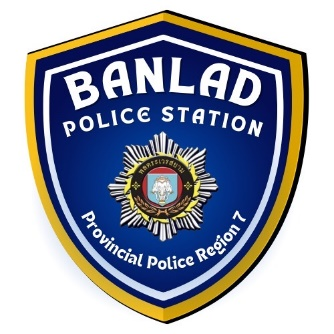 BANLAD
POLICE STATION
Provincial Police Region 7